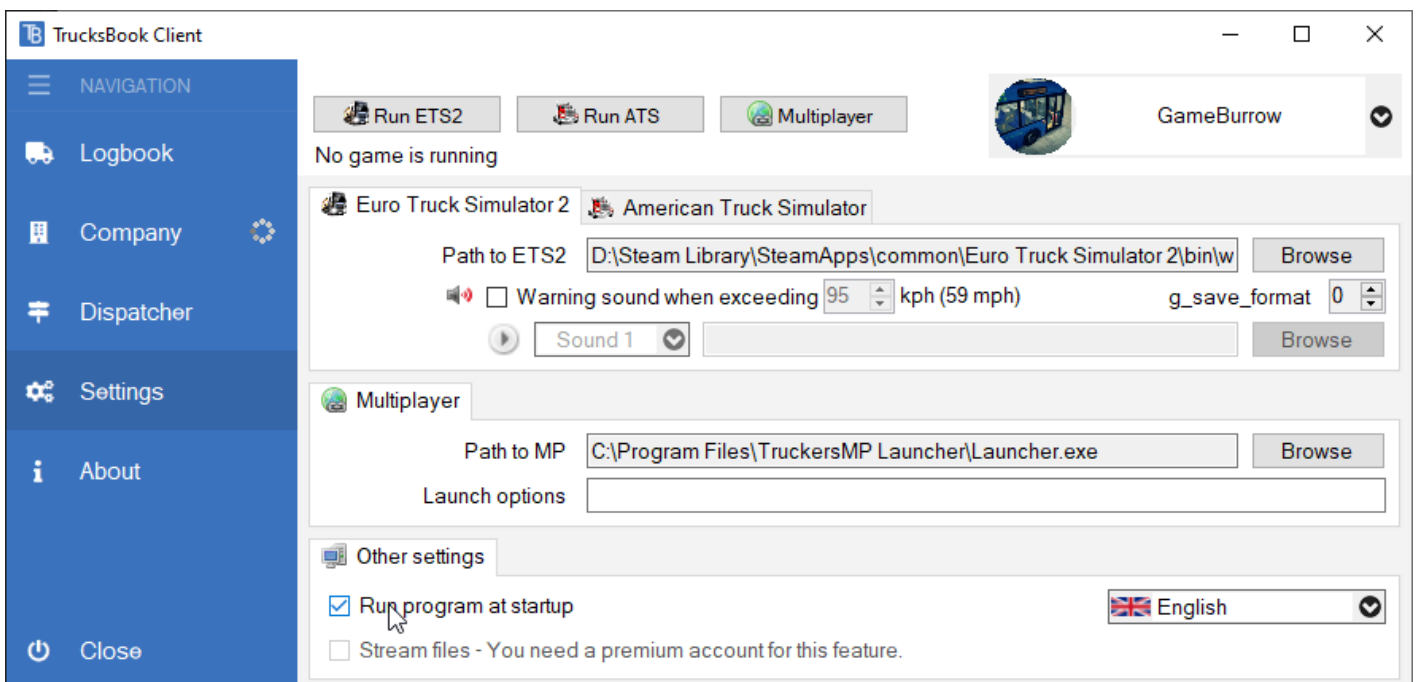 TB TrucksBook Client
NAVIGATION
Logbook
Company
Dispatcher
Settings
About
Close
Run ETS2
Run ATS
Multiplayer
GameBurrow
No game is running
Euro Truck Simulator 2
American Truck Simulator
Path to ETS2
D:\Steam Library\SteamApps\common\Euro Truck Simulator 2\bin\w
Browse
Warning sound when exceeding 95 kph (59 mph)
g_save_format 0
Sound 1
Browse
Multiplayer
Path to MP
C:\Program Files\TruckersMP Launcher\Launcher.exe
Browse
Launch options
Other settings
Run program at startup
English
Stream files - You need a premium account for this feature.